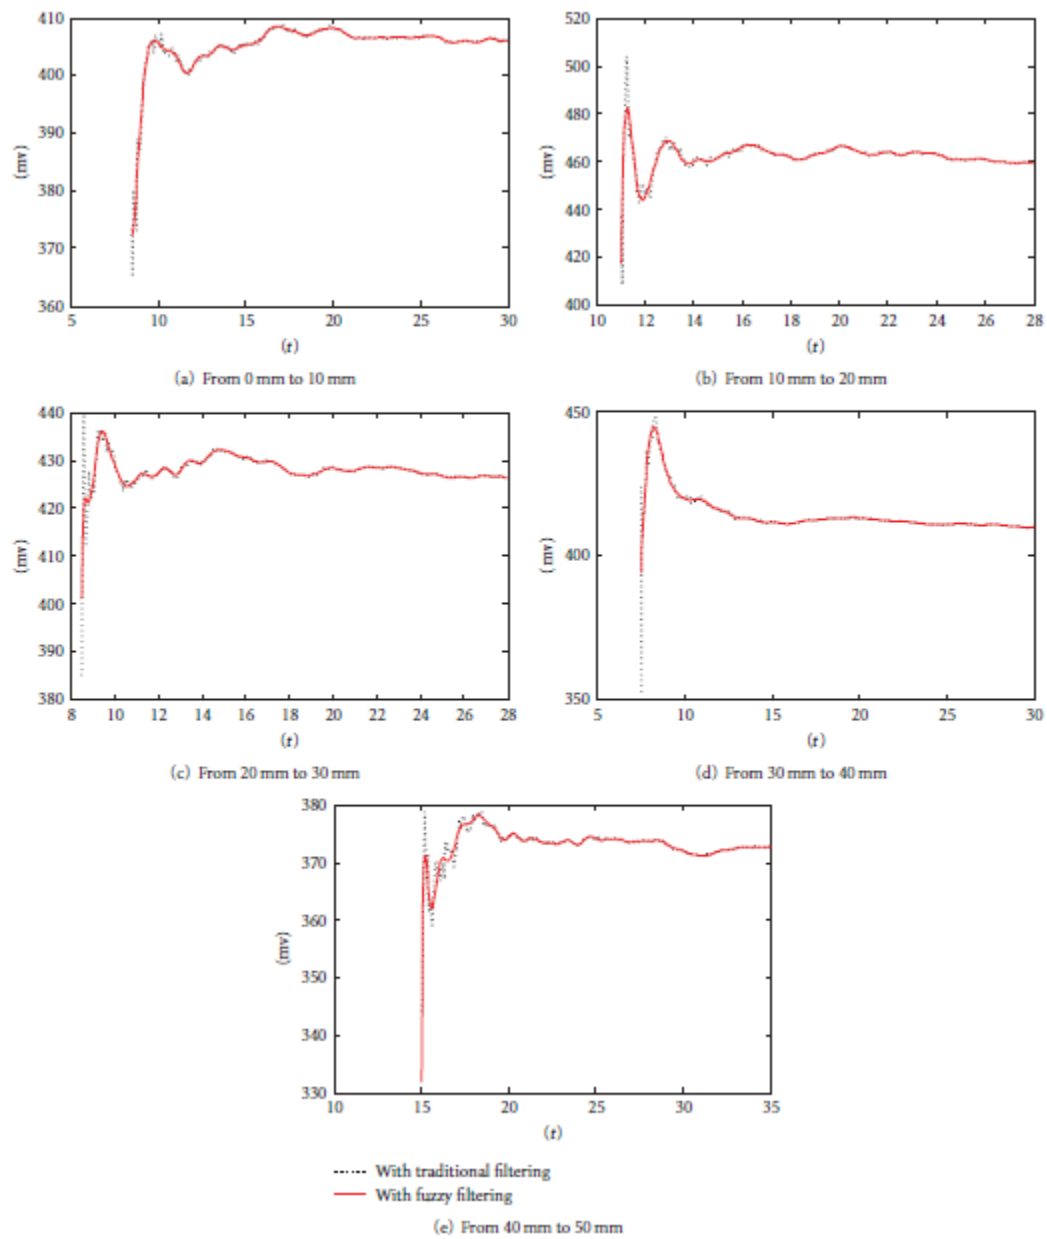 410
400
390
380
370
360
(mv)
5 10 15 20 25 30
(t)
(a) From 0 mm to 10 mm
520
500
480
460
440
420
400
(mv)
10 12 14 16 18 20 22 24 26 28
(t)
(b) From 10 mm to 20 mm
440
430
420
410
400
390
380
(mv)
8 10 12 14 16 18 20 22 24 26 28
(t)
(c) From 20 mm to 30 mm
450
400
350
(mv)
5 10 15 20 25 30
(t)
(d) From 30 mm to 40 mm
380
370
360
350
340
330
(mv)
10 15 20 25 30 35
(t)
With traditional filtering
With fuzzy filtering
(e) From 40 mm to 50 mm